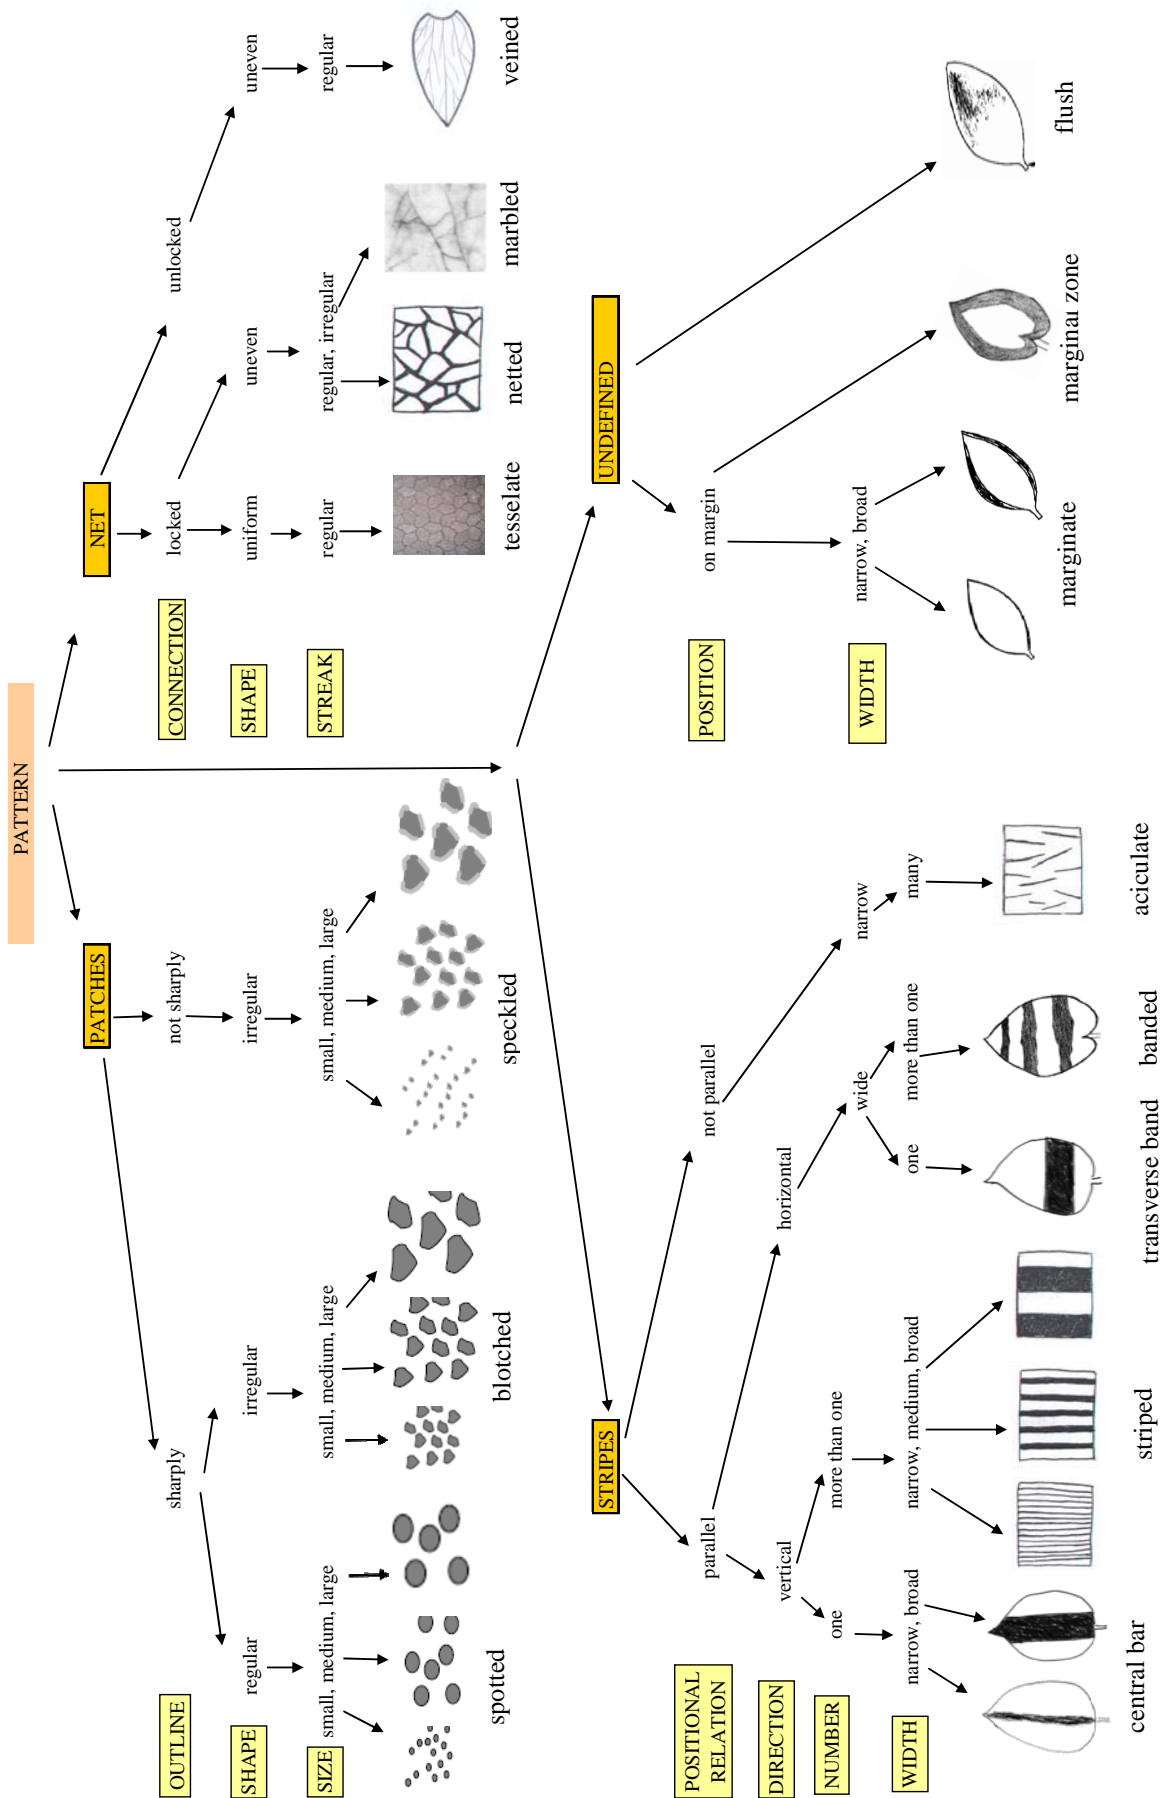 PATTERN
PATCHES
NET
OUTLINE
sharply
not sharply
CONNECTION
locked
unlocked
SHAPE
regular
irregular
irregular
SHAPE
uniform
uneven
uneven
SIZE
small, medium, large
small, medium, large
small, medium, large
STREAK
regular
regular, irregular
regular
spotted
blotched
speckled
tesselate
netted
marbled
veined
STRIPES
UNDEFINED
POSITIONAL
RELATION
parallel
not parallel
POSITION
on margin
DIRECTION
vertical
horizontal
NUMBER
one
more than one
wide
narrow
WIDTH
narrow, broad
WIDTH
narrow, broad
narrow, medium, broad
one
more than one
many
central bar
striped
transverse band
banded
aciculate
marginate
marginal zone
flush